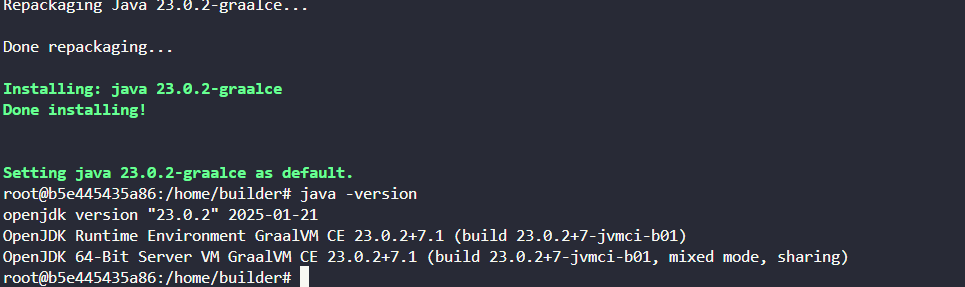 Repackaging Java 23.0.2-graalce...
Done repackaging...
Installing: java 23.0.2-graalce
Done installing!
Setting java 23.0.2-graalce as default.
root@b5e445435a86:/home/builder# java -version
openjdk version "23.0.2" 2025-01-21
OpenJDK Runtime Environment GraalVM CE 23.0.2+7.1 (build 23.0.2+7-jvmci-b01)
OpenJDK 64-Bit Server VM GraalVM CE 23.0.2+7.1 (build 23.0.2+7-jvmci-b01, mixed mode, sharing)
root@b5e445435a86:/home/builder#